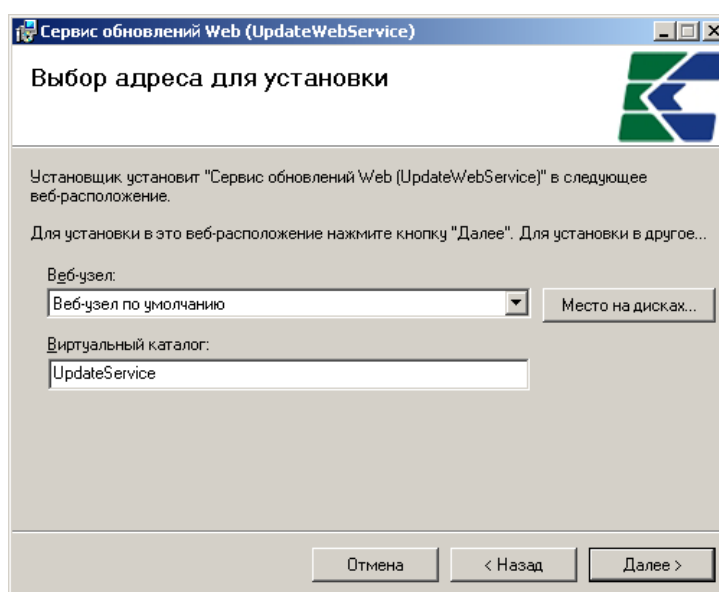 Сервис обновлений Web (UpdateWebService)
Выбор адреса для установки
Установщик установит "Сервис обновлений Web (UpdateWebService)" в следующее
веб-расположение.
Для установки в это веб-расположение нажмите кнопку "Далее". Для установки в другое...
Веб-узел:
Веб-узел по умолчанию
Место на дисках...
Виртуальный каталог:
UpdateService
Отмена
< Назад
Далее >